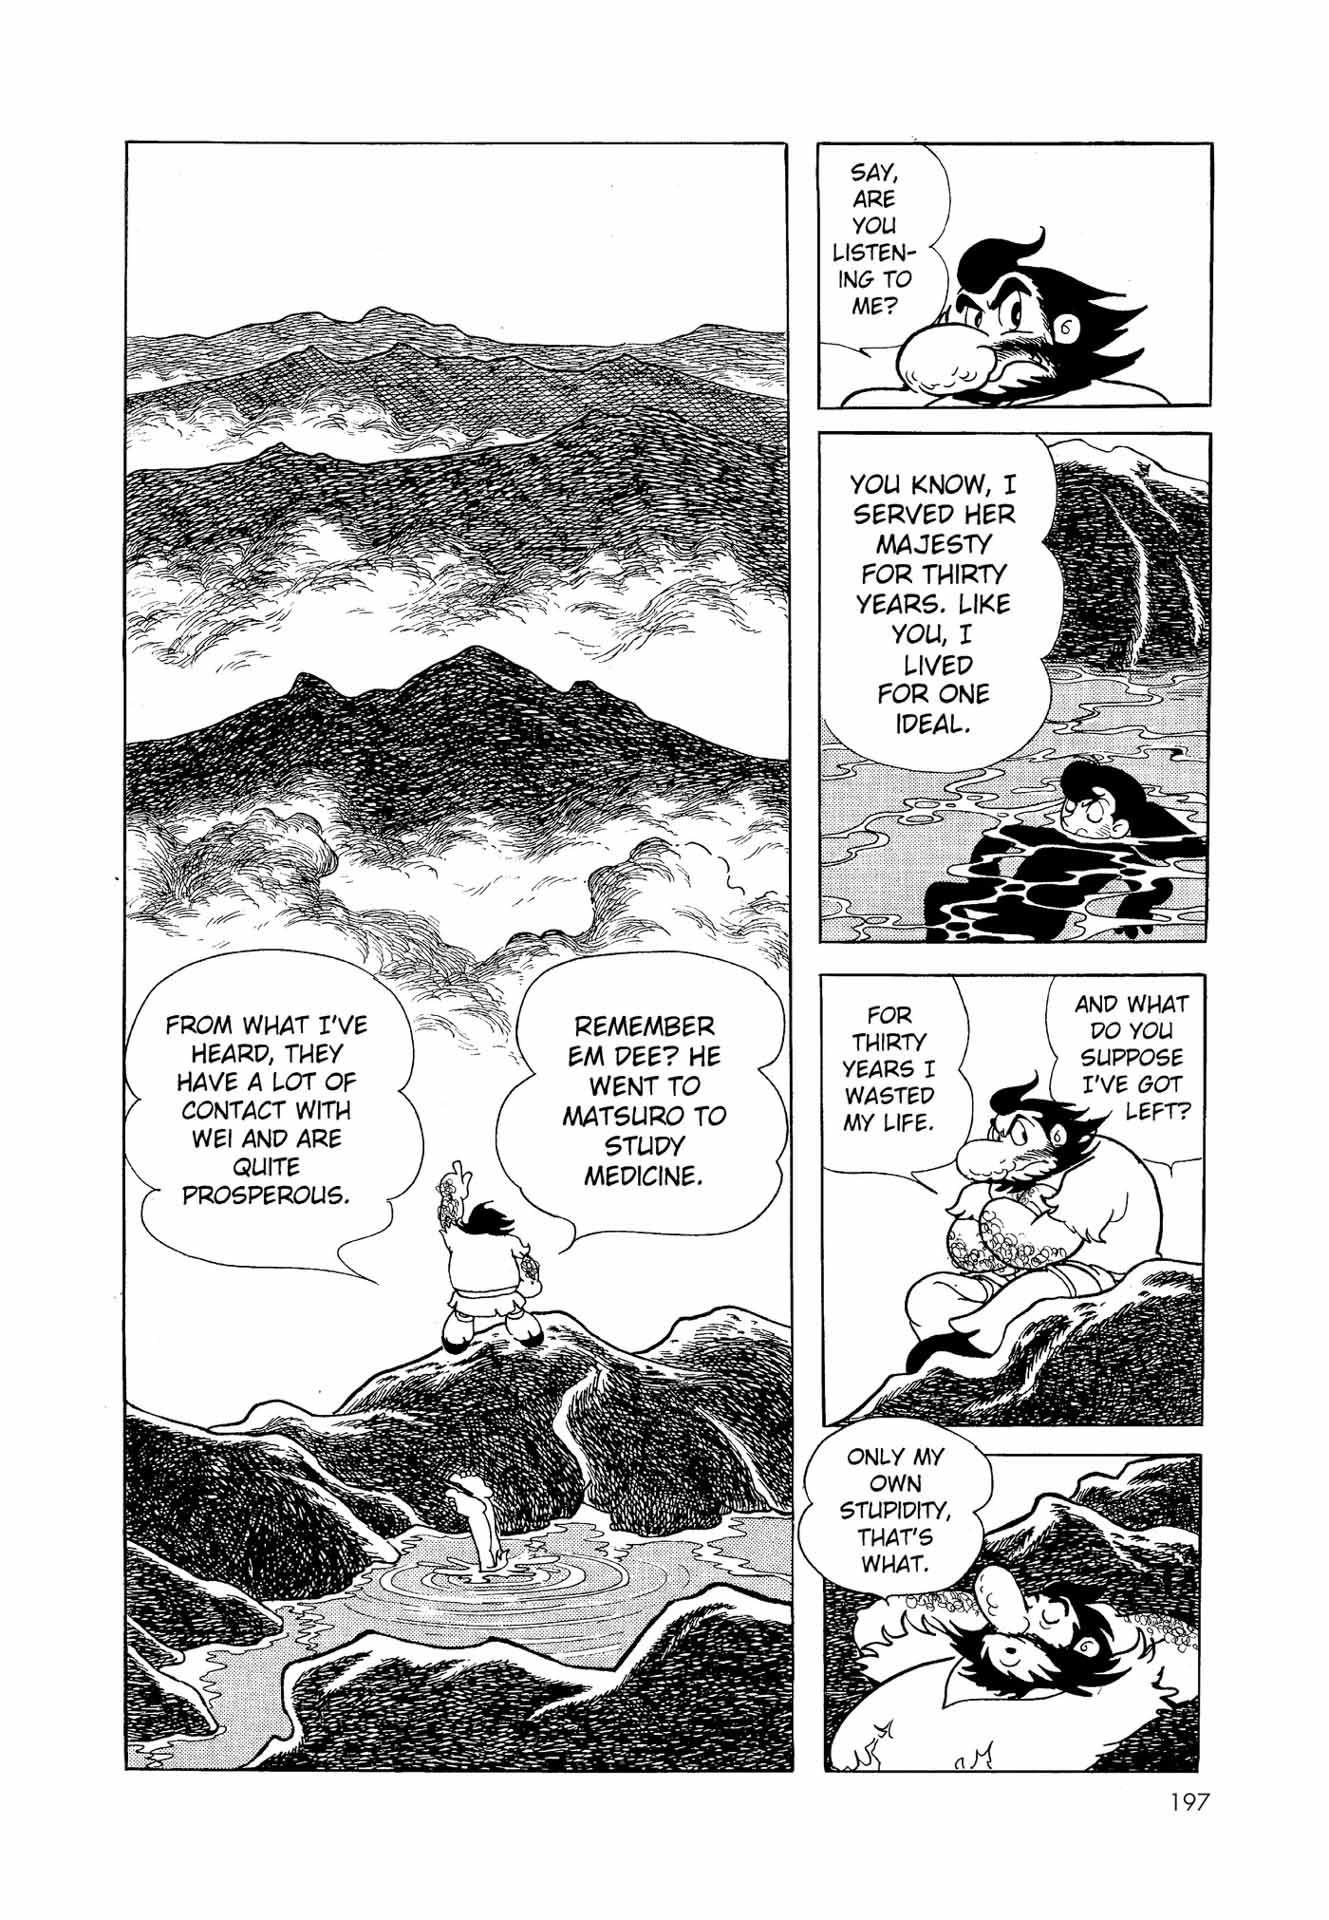 SAY,
ARE
YOU
LISTEN-
ING TO
ME?
YOU KNOW, I
SERVED HER
MAJESTY
FOR THIRTY
YEARS. LIKE
YOU, I
LIVED
FOR ONE
IDEAL.
AND WHAT
DO YOU
SUPPOSE
I'VE GOT
LEFT?
FOR
THIRTY
YEARS I
WASTED
MY LIFE.
ONLY MY
OWN
STUPIDITY,
THAT'S
WHAT.
REMEMBER
EM DEE? HE
WENT TO
MATSURO TO
STUDY
MEDICINE.
FROM WHAT I'VE
HEARD, THEY
HAVE A LOT OF
CONTACT WITH
WEI AND ARE
QUITE
PROSPEROUS.
197